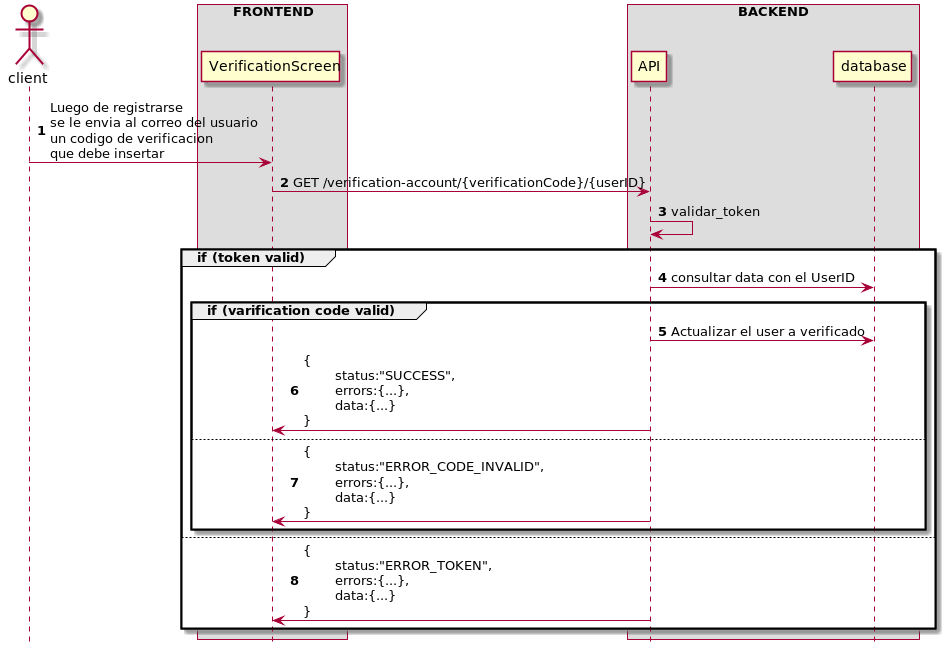 FRONTEND
BACKEND
client
VerificationScreen
API
database
Luego de registrarse
se le envia al correo del usuario
1 un codigo de verificacion
que debe insertar
2 GET /verification-account/{verificationCode}/{userID}
3 validar_token
if (token valid)
4 consultar data con el UserID
if (varification code valid)
5 Actualizar el user a verificado
{
status:"SUCCESS",
6 errors:{...},
data:{...}
}
{
status:"ERROR_CODE_INVALID",
7 errors:{...},
data:{...}
}
{
status:"ERROR_TOKEN",
8 errors:{...},
data:{...}
}